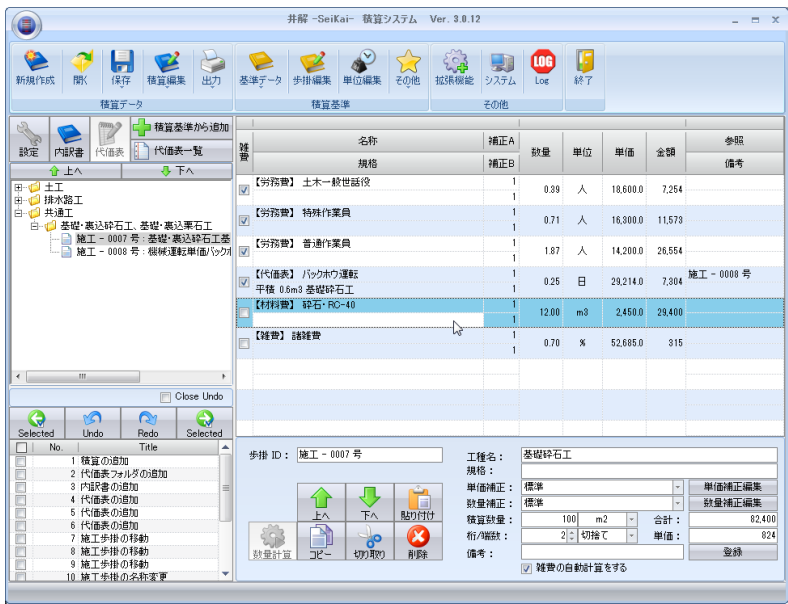 井解 -SeiKai- 積算システム Ver. 3.0.12
新規作成 開く 保存 積算編集 出力 基準データ 歩掛編集 単位編集 その他 拡張機能 システム Log 終了
積算データ 積算基準 その他
設定 内訳書 代価表 積算基準から追加
代価表一覧
上へ 下へ
土工
排水路工
共通工
基礎・裏込砕石工、基礎・裏込栗石工
施工 - 0007 号 : 基礎・裏込砕石工基
施工 - 0008 号 : 機械運転単価バックホ
Close Undo
Selected Undo Redo Selected
No. Title
1 積算の追加
2 代価表フォルダの追加
3 内訳書の追加
4 代価表の追加
5 代価表の追加
6 代価表の追加
7 施工歩掛の移動
8 施工歩掛の移動
9 施工歩掛の移動
10 施工歩掛の名称変更
雑費 名称 補正A 数量 単位 単価 金額 参照
規格 補正B 備考
【労務費】 土木一般世話役 1
1 0.39 人 18,600.0 7,254
【労務費】 特殊作業員 1
1 0.71 人 16,300.0 11,573
【労務費】 普通作業員 1
1 1.87 人 14,200.0 26,554
【代価表】 バックホウ運転 1 施工 - 0008 号
平積 0.6m3 基礎砕石工 1 0.25 日 29,214.0 7,304
【材料費】 砕石・RC-40 1
1 12.00 m3 2,450.0 29,400
【雑費】 諸雑費 1
1 0.70 % 52,685.0 315
歩掛 ID : 施工 - 0007 号
上へ 下へ 貼り付け
数量計算 コピー 切り取り 削除
工種名 : 基礎砕石工
規格 :
単価補正 : 標準 単価補正編集
数量補正 : 標準 数量補正編集
積算数量 : 100 m2 合計 : 82,400
桁/端数 : 2 切捨て 単価 : 824
備考 : 登録
雑費の自動計算をする